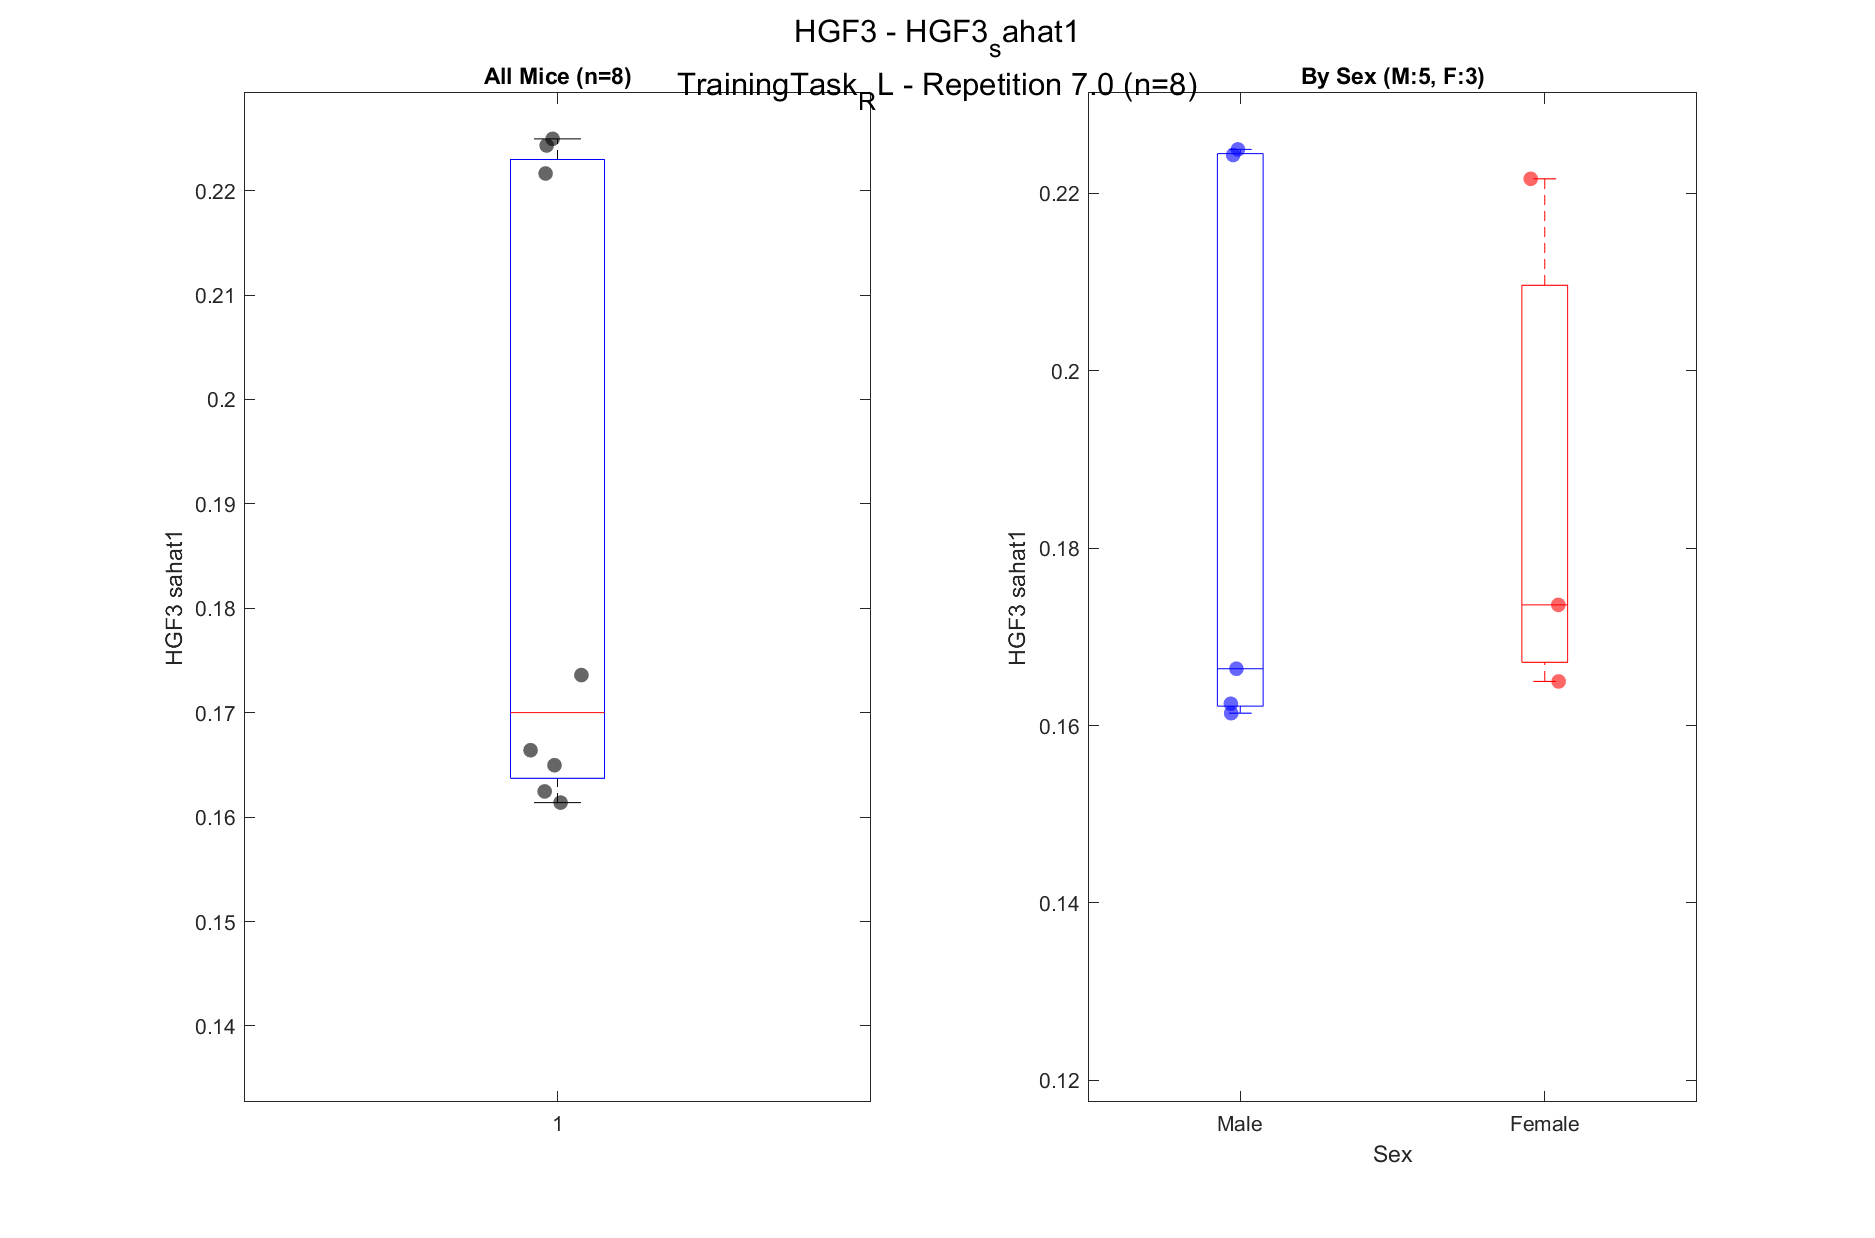 HGF3 - HGF3sahat1
TrainingTaskRL - Repetition 7.0 (n=8)
All Mice (n=8)
HGF3 sahat1
0.22
0.21
0.2
0.19
0.18
0.17
0.16
0.15
0.14
1
By Sex (M:5, F:3)
HGF3 sahat1
0.22
0.2
0.18
0.16
0.14
0.12
Male Female
Sex